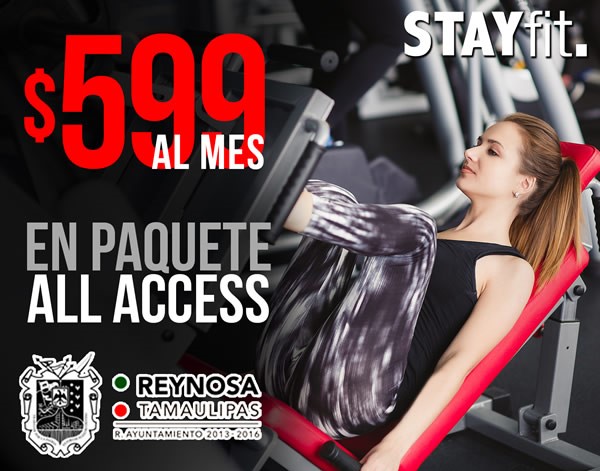 STAYfit.
$599
AL MES
EN PAQUETE
ALL ACCESS
REYNOSA
TAMAULIPAS
R. AYUNTAMIENTO 2013-2016